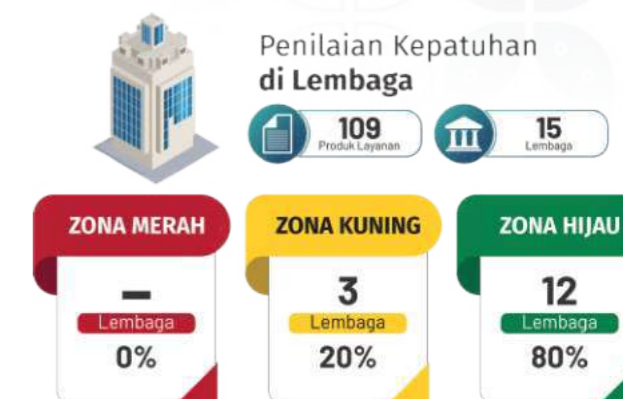 Penilaian Kepatuhan
di Lembaga
109
Produk Layanan
15
Lembaga
ZONA MERAH
–
Lembaga
0%
ZONA KUNING
3
Lembaga
20%
ZONA HIJAU
12
Lembaga
80%